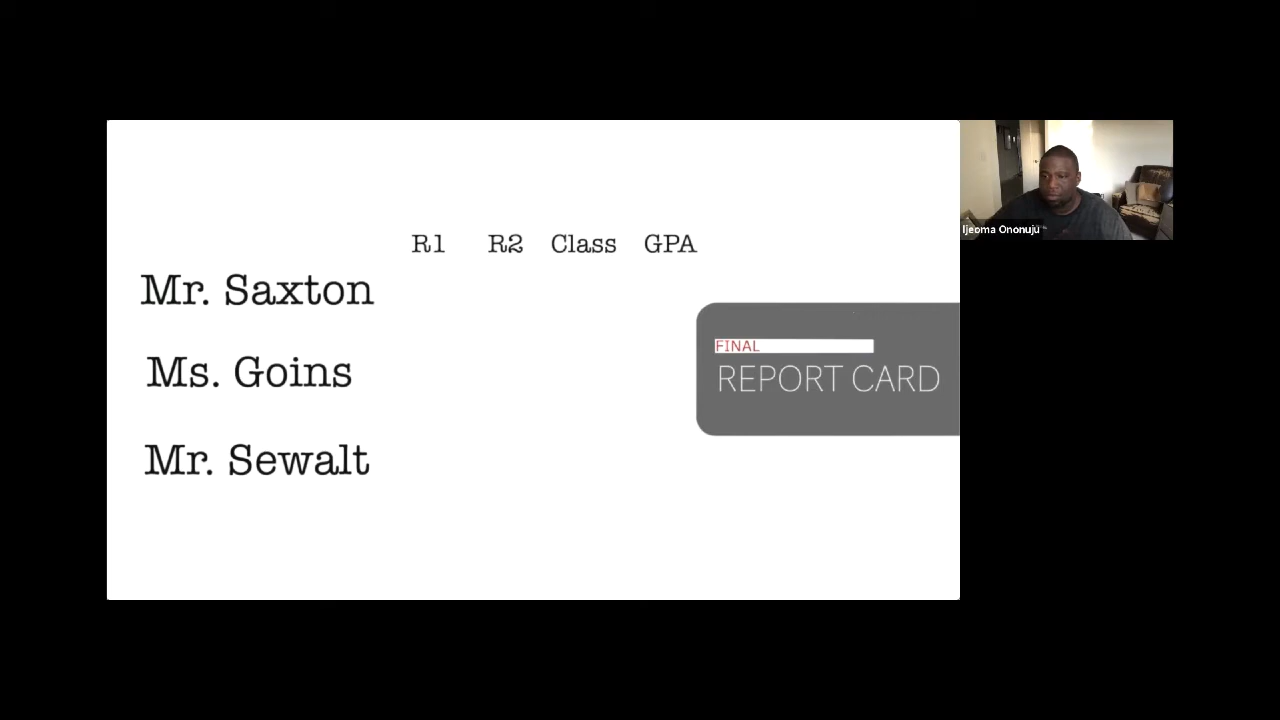 R1 R2 Class GPA
Mr. Saxton
Ms. Goins
Mr. Sewalt
FINAL
REPORT CARD
Ijeoma Ononuju